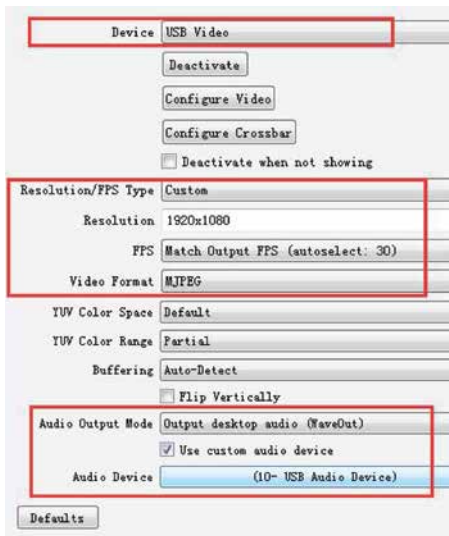 Device USB Video
Deactivate
Configure Video
Configure Crossbar
Deactivate when not showing
Resolution/FPS Type Custom
Resolution 1920x1080
FPS Match Output FPS (autoselect: 30)
Video Format MJPEG
YUV Color Space Default
YUV Color Range Partial
Buffering Auto-Detect
Flip Vertically
Audio Output Mode Output desktop audio (WaveOut)
Use custom audio device
Audio Device (10- USB Audio Device)
Defaults